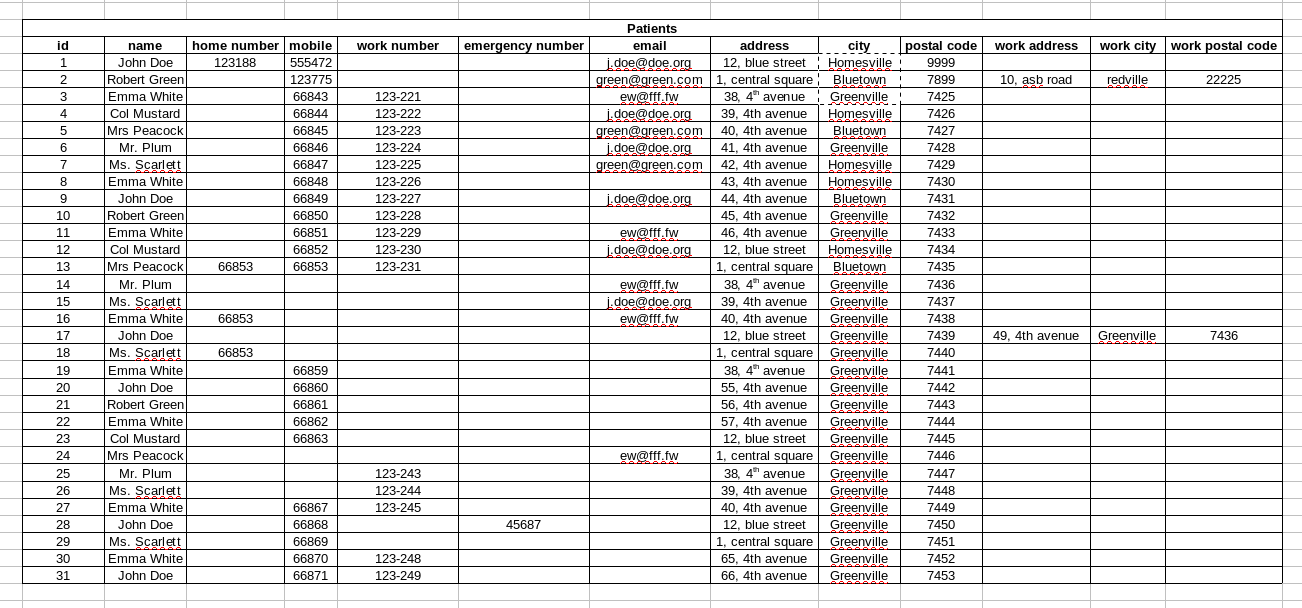 Patients
id name home number mobile work number emergency number email address city postal code work address work city work postal code
1 John Doe 123188 555472 j.doe@doe.org 12, blue street Homesville 9999
2 Robert Green 123775 green@green.com 1, central square Bluetown 7899 10, asb road redville 22225
3 Emma White 66843 123-221 ew@fff.fw 38, 4th avenue Greenville 7425
4 Col Mustard 66844 123-222 j.doe@doe.org 39, 4th avenue Homesville 7426
5 Mrs Peacock 66845 123-223 green@green.com 40, 4th avenue Bluetown 7427
6 Mr. Plum 66846 123-224 j.doe@doe.org 41, 4th avenue Greenville 7428
7 Ms. Scarlett 66847 123-225 green@green.com 42, 4th avenue Homesville 7429
8 Emma White 66848 123-226 43, 4th avenue Homesville 7430
9 John Doe 66849 123-227 j.doe@doe.org 44, 4th avenue Bluetown 7431
10 Robert Green 66850 123-228 45, 4th avenue Greenville 7432
11 Emma White 66851 123-229 ew@fff.fw 46, 4th avenue Greenville 7433
12 Col Mustard 66852 123-230 j.doe@doe.org 12, blue street Homesville 7434
13 Mrs Peacock 66853 66853 123-231 1, central square Bluetown 7435
14 Mr. Plum ew@fff.fw 38, 4th avenue Greenville 7436
15 Ms. Scarlett j.doe@doe.org 39, 4th avenue Greenville 7437
16 Emma White 66853 ew@fff.fw 40, 4th avenue Greenville 7438
17 John Doe 12, blue street Greenville 7439 49, 4th avenue Greenville 7436
18 Ms. Scarlett 66853 1, central square Greenville 7440
19 Emma White 66859 38, 4th avenue Greenville 7441
20 John Doe 66860 55, 4th avenue Greenville 7442
21 Robert Green 66861 56, 4th avenue Greenville 7443
22 Emma White 66862 57, 4th avenue Greenville 7444
23 Col Mustard 66863 12, blue street Greenville 7445
24 Mrs Peacock ew@fff.fw 1, central square Greenville 7446
25 Mr. Plum 123-243 38, 4th avenue Greenville 7447
26 Ms. Scarlett 123-244 39, 4th avenue Greenville 7448
27 Emma White 66867 123-245 40, 4th avenue Greenville 7449
28 John Doe 66868 45687 12, blue street Greenville 7450
29 Ms. Scarlett 66869 1, central square Greenville 7451
30 Emma White 66870 123-248 65, 4th avenue Greenville 7452
31 John Doe 66871 123-249 66, 4th avenue Greenville 7453